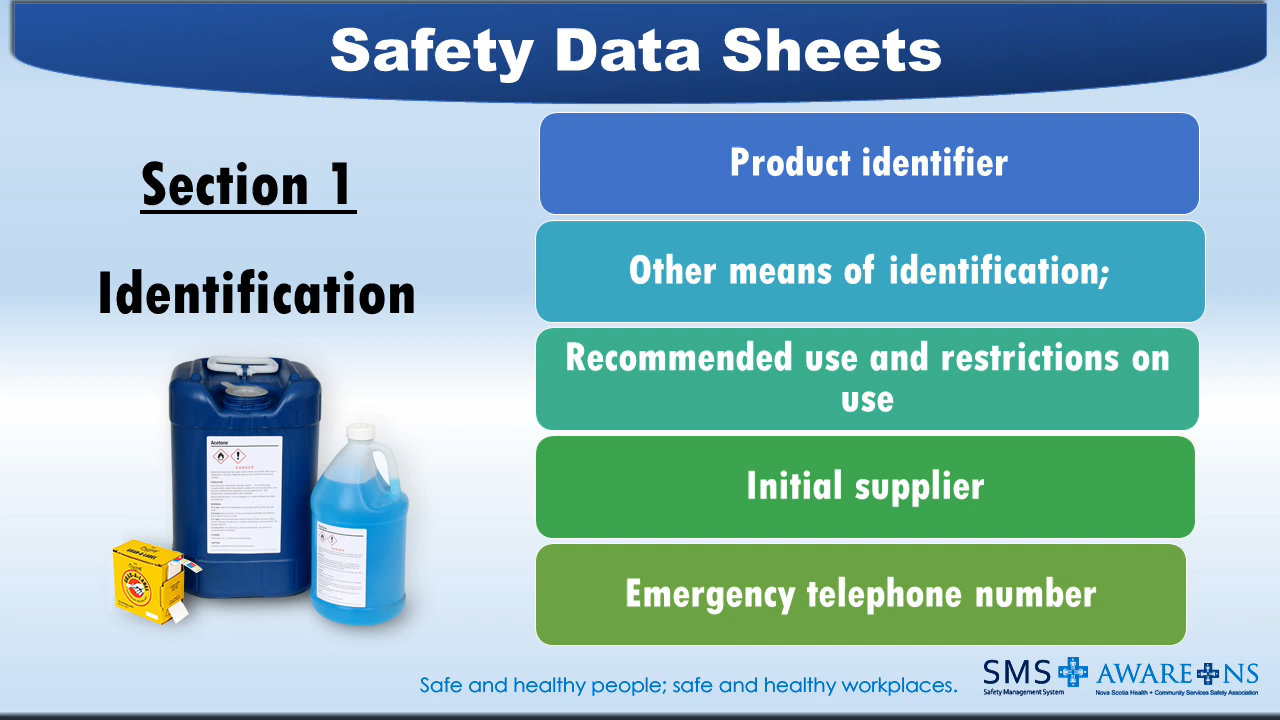 Safety Data Sheets
Section 1
Identification
Product identifier
Other means of identification;
Recommended use and restrictions on
use
Initial supplier
Emergency telephone number
Acetone
DANGER
Safe and healthy people; safe and healthy workplaces.
SMS
Safety Management System
AWARE NS
Nova Scotia Health + Community Services Safety Association